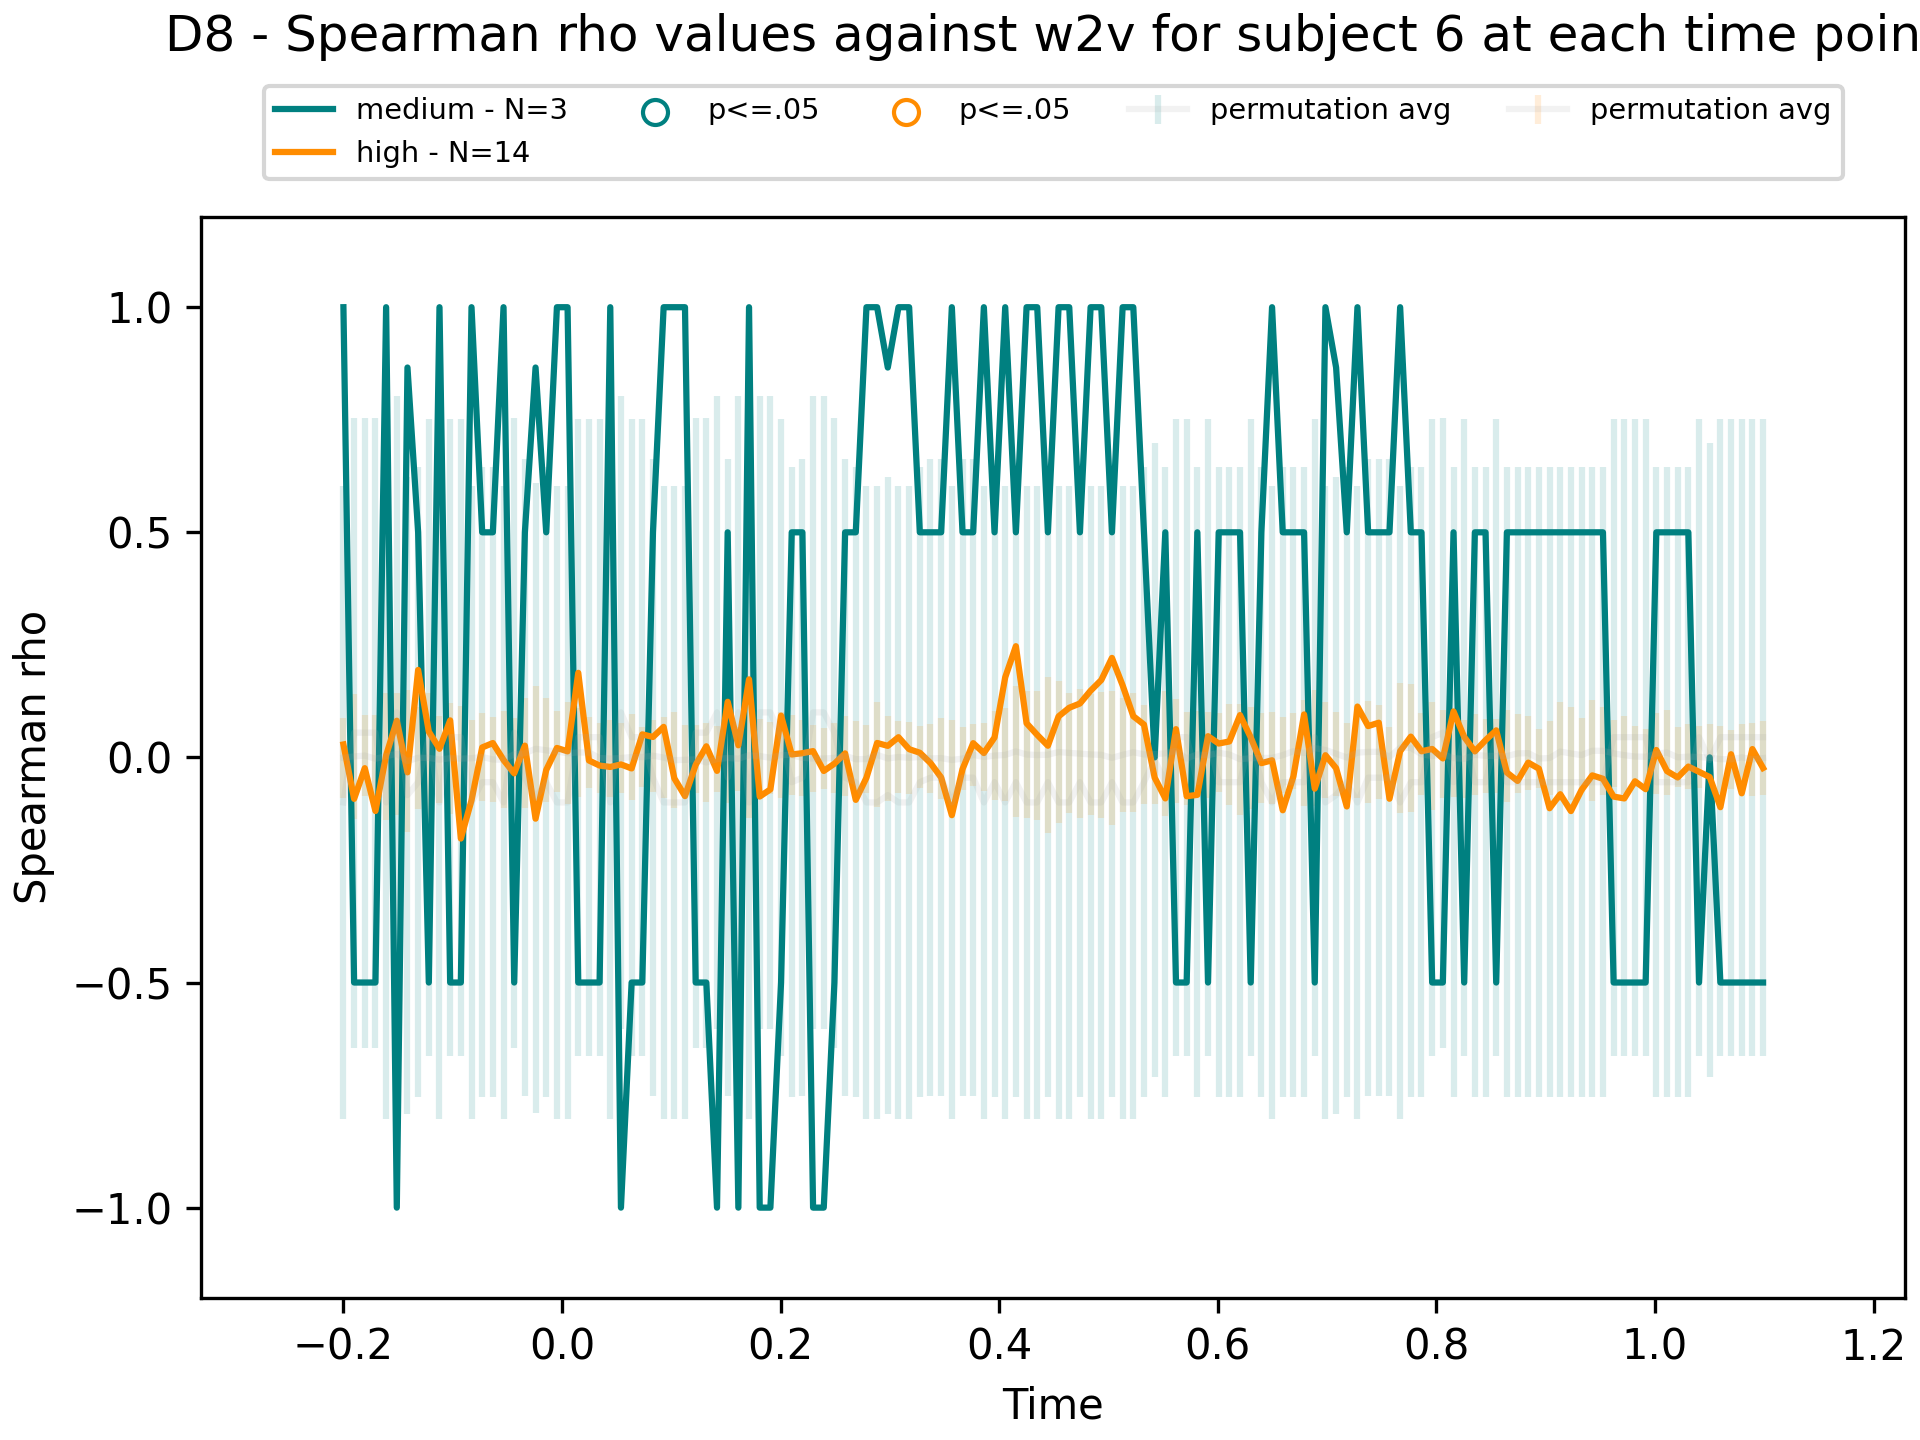 D8 - Spearman rho values against w2v for subject 6 at each time poin
medium - N=3
high - N=14
p<=.05
p<=.05
permutation avg
permutation avg
Spearman rho
1.0
0.5
0.0
−0.5
−1.0
−0.2 0.0 0.2 0.4 0.6 0.8 1.0 1.2
Time